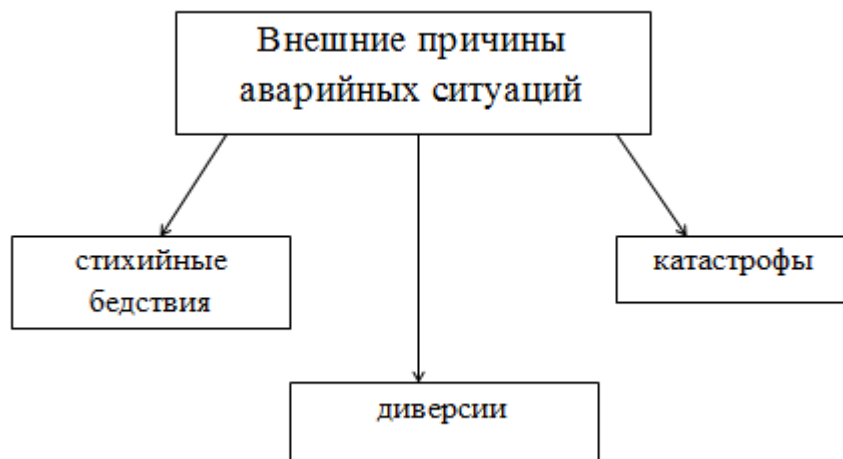 Внешние причины
аварийных ситуаций
стихийные
бедствия
катастрофы
диверсии